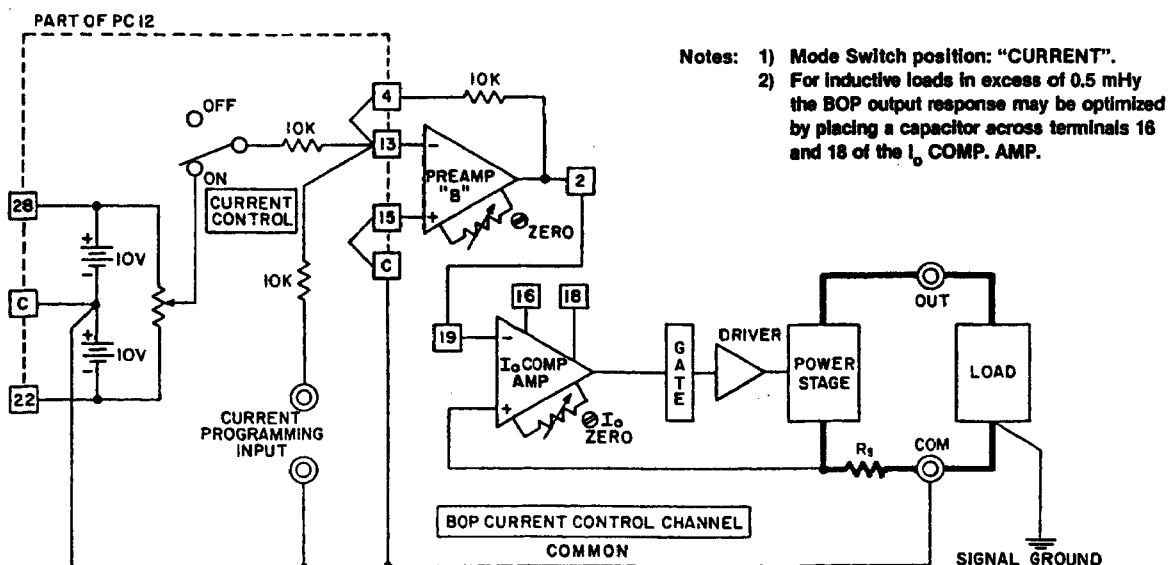 PART OF PC12
Notes: 1) Mode Switch position: “CURRENT”.
2) For inductive loads in excess of 0.5 mHy
the BOP output response may be optimized
by placing a capacitor across terminals 16
and 18 of the Io COMP. AMP.
4
10K
OFF
10K
13
−
PREAMP
"B"
2
ON
CURRENT
CONTROL
28
15
+
ZERO
+
10V
−
10K
C
C
16
18
OUT
+
10V
−
19
−
Io COMP
AMP
GATE
DRIVER
POWER
STAGE
LOAD
22
+
Io
ZERO
CURRENT
PROGRAMMING
INPUT
Rs
COM
BOP CURRENT CONTROL CHANNEL
COMMON
SIGNAL GROUND